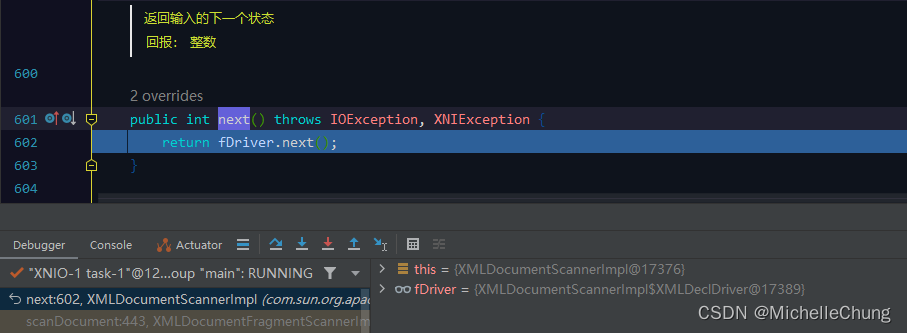 返回输入的下一个状态
回报: 整数
600
2 overrides
601 public int next() throws IOException, XNIException {
602 return fDriver.next();
603 }
604
Debugger Console Actuator
"XNIO-1 task-1"@12...oup "main": RUNNING
this = {XMLDocumentScannerImpl@17376}
next:602, XMLDocumentScannerImpl (com.sun.org.apac
fDriver = {XMLDocumentScannerImpl$XMLDeclDriver@17389}
scanDocument:443, XMLDocumentFragmentScannerIm
CSDN @MichelleChung